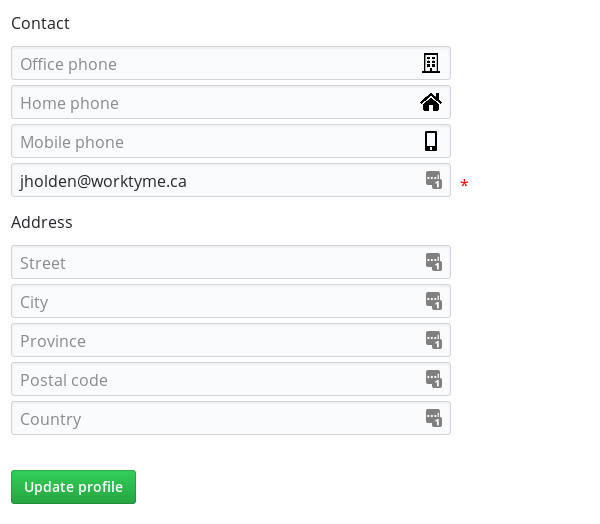 Contact
Office phone
Home phone
Mobile phone
jholden@worktyme.ca
*
Address
Street
City
Province
Postal code
Country
Update profile